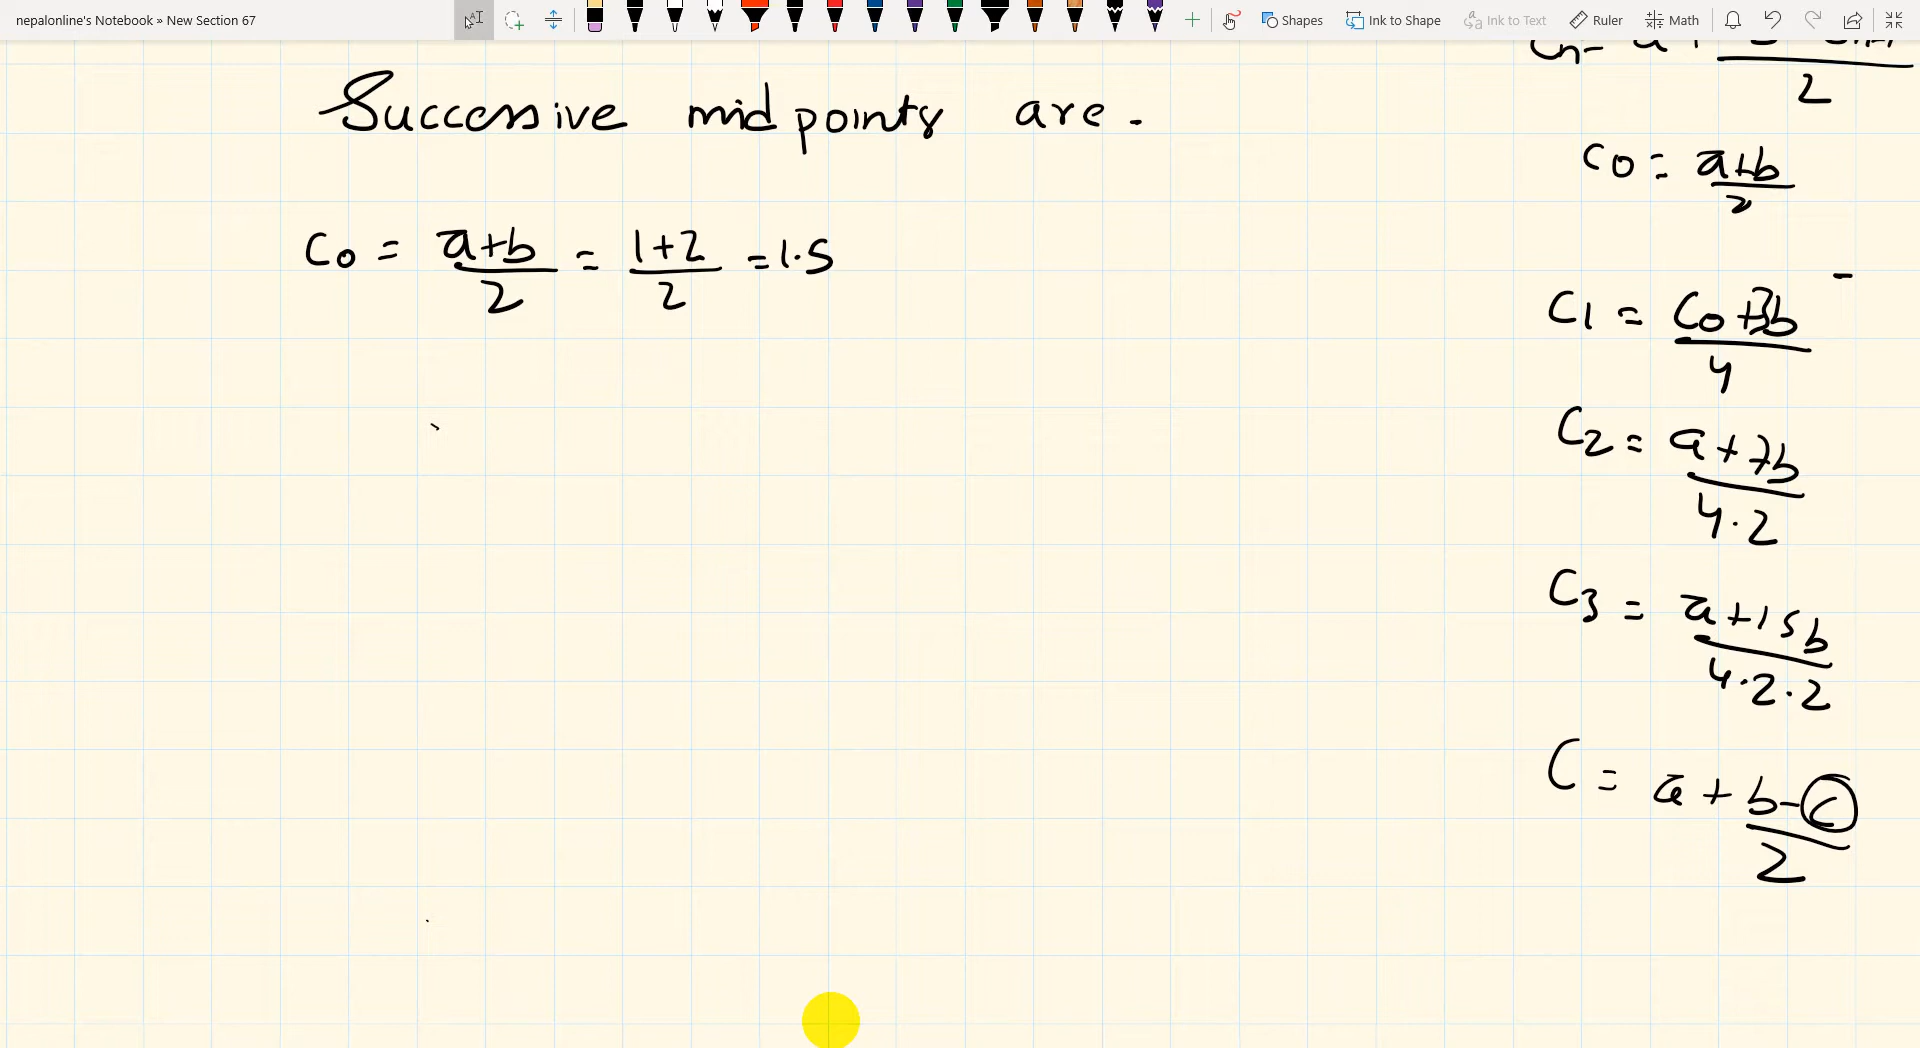 nepalonline's Notebook » New Section 67
Shapes Ink to Shape Ink to Text Ruler Math
Successive midpoints are.
C0 = a+b/2 = 1+2/2 = 1.5
2
C0 = a+b/2
C1 = C0+3b/4
C2 = a+7b/4.2
C3 = a+15b/4.2.2
C = a + b-c/2